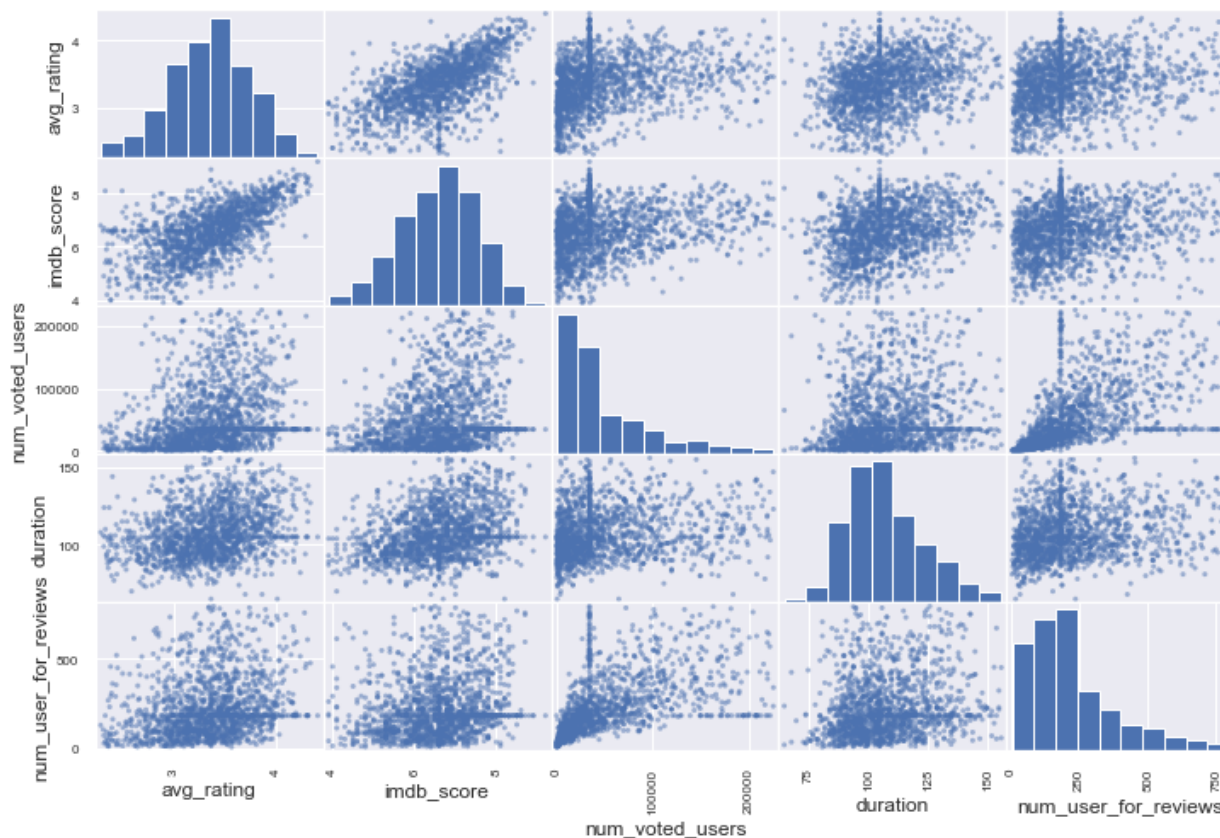 avg_rating
4
3
imdb_score
8
6
4
num_voted_users
200000
100000
0
duration
150
100
num_user_for_reviews
500
0
3
4
avg_rating
4
6
8
imdb_score
0
100000
200000
num_voted_users
75
100
125
150
duration
0
250
500
750
num_user_for_reviews